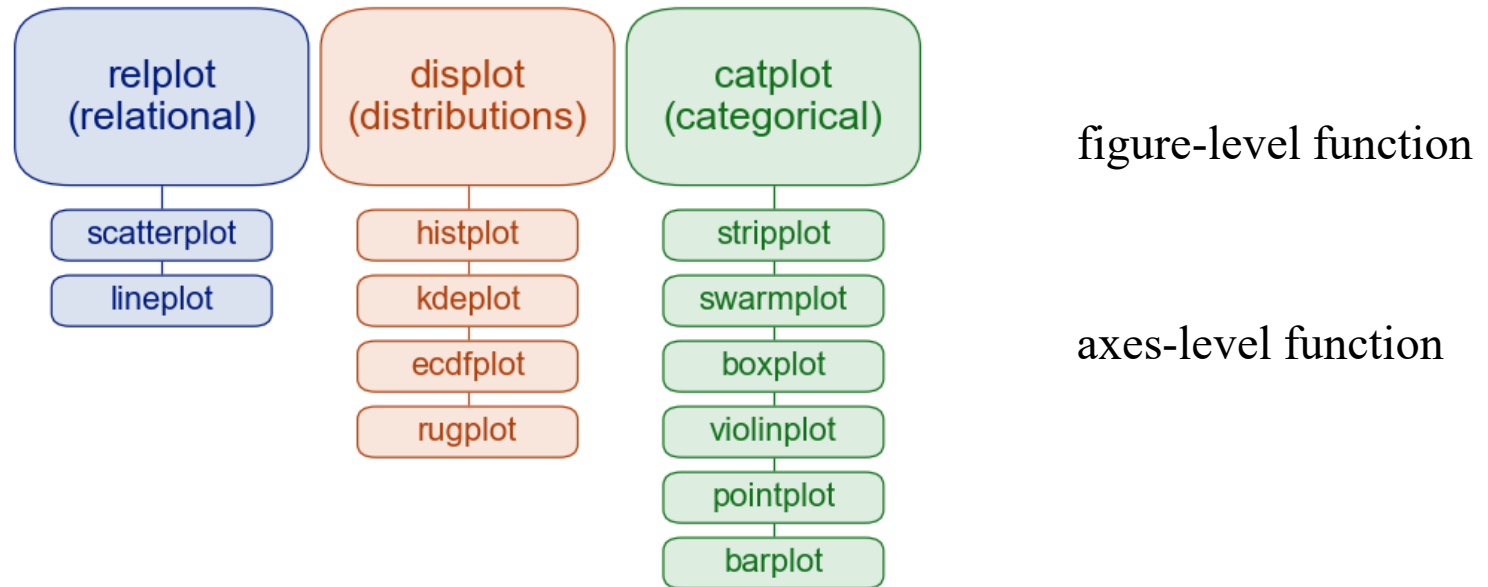 relplot
(relational)
displot
(distributions)
catplot
(categorical)
figure-level function
scatterplot
lineplot
histplot
kdeplot
ecdfplot
rugplot
stripplot
swarmplot
boxplot
violinplot
pointplot
barplot
axes-level function